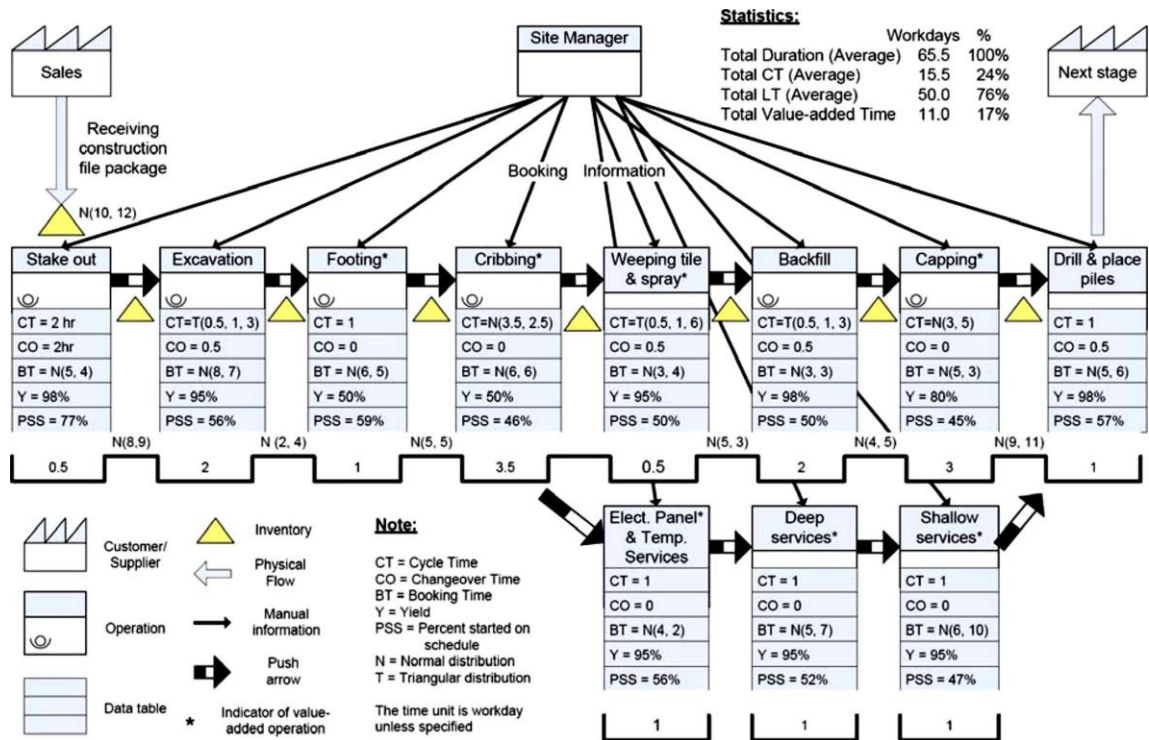 Sales
Receiving
construction
file package
N(10, 12)
Site Manager
Booking Information
Statistics:
Workdays %
Total Duration (Average) 65.5 100%
Total CT (Average) 15.5 24%
Total LT (Average) 50.0 76%
Total Value-added Time 11.0 17%
Next stage
Stake out
CT = 2 hr
CO = 2hr
BT = N(5, 4)
Y = 98%
PSS = 77%
Excavation
CT=T(0.5, 1, 3)
CO = 0.5
BT = N(8, 7)
Y = 95%
PSS = 56%
Footing*
CT = 1
CO = 0
BT = N(6, 5)
Y = 50%
PSS = 59%
Cribbing*
CT=N(3.5, 2.5)
CO = 0
BT = N(6, 6)
Y = 50%
PSS = 46%
Weeping tile
& spray*
CT=T(0.5, 1, 6)
CO = 0.5
BT = N(3, 4)
Y = 95%
PSS = 50%
Backfill
CT=T(0.5, 1, 3)
CO = 0.5
BT = N(3, 3)
Y = 98%
PSS = 50%
Capping*
CT=N(3, 5)
CO = 0
BT = N(5, 3)
Y = 80%
PSS = 45%
Drill & place
piles
CT = 1
CO = 0.5
BT = N(5, 6)
Y = 98%
PSS = 57%
N(8,9) N (2, 4) N(5, 5) N(5, 3) N(4, 5) N(9, 11)
0.5 2 1 3.5 0.5 2 3 1
Elect. Panel*
& Temp.
Services
CT = 1
CO = 0
BT = N(4, 2)
Y = 95%
PSS = 56%
1
Deep
services*
CT = 1
CO = 0
BT = N(5, 7)
Y = 95%
PSS = 52%
1
Shallow
services*
CT = 1
CO = 0
BT = N(6, 10)
Y = 95%
PSS = 47%
1
Customer/
Supplier
Operation
Data table
Inventory
Physical
Flow
Manual
information
Push
arrow
* Indicator of value-
added operation
Note:
CT = Cycle Time
CO = Changeover Time
BT = Booking Time
Y = Yield
PSS = Percent started on
schedule
N = Normal distribution
T = Triangular distribution
The time unit is workday
unless specified